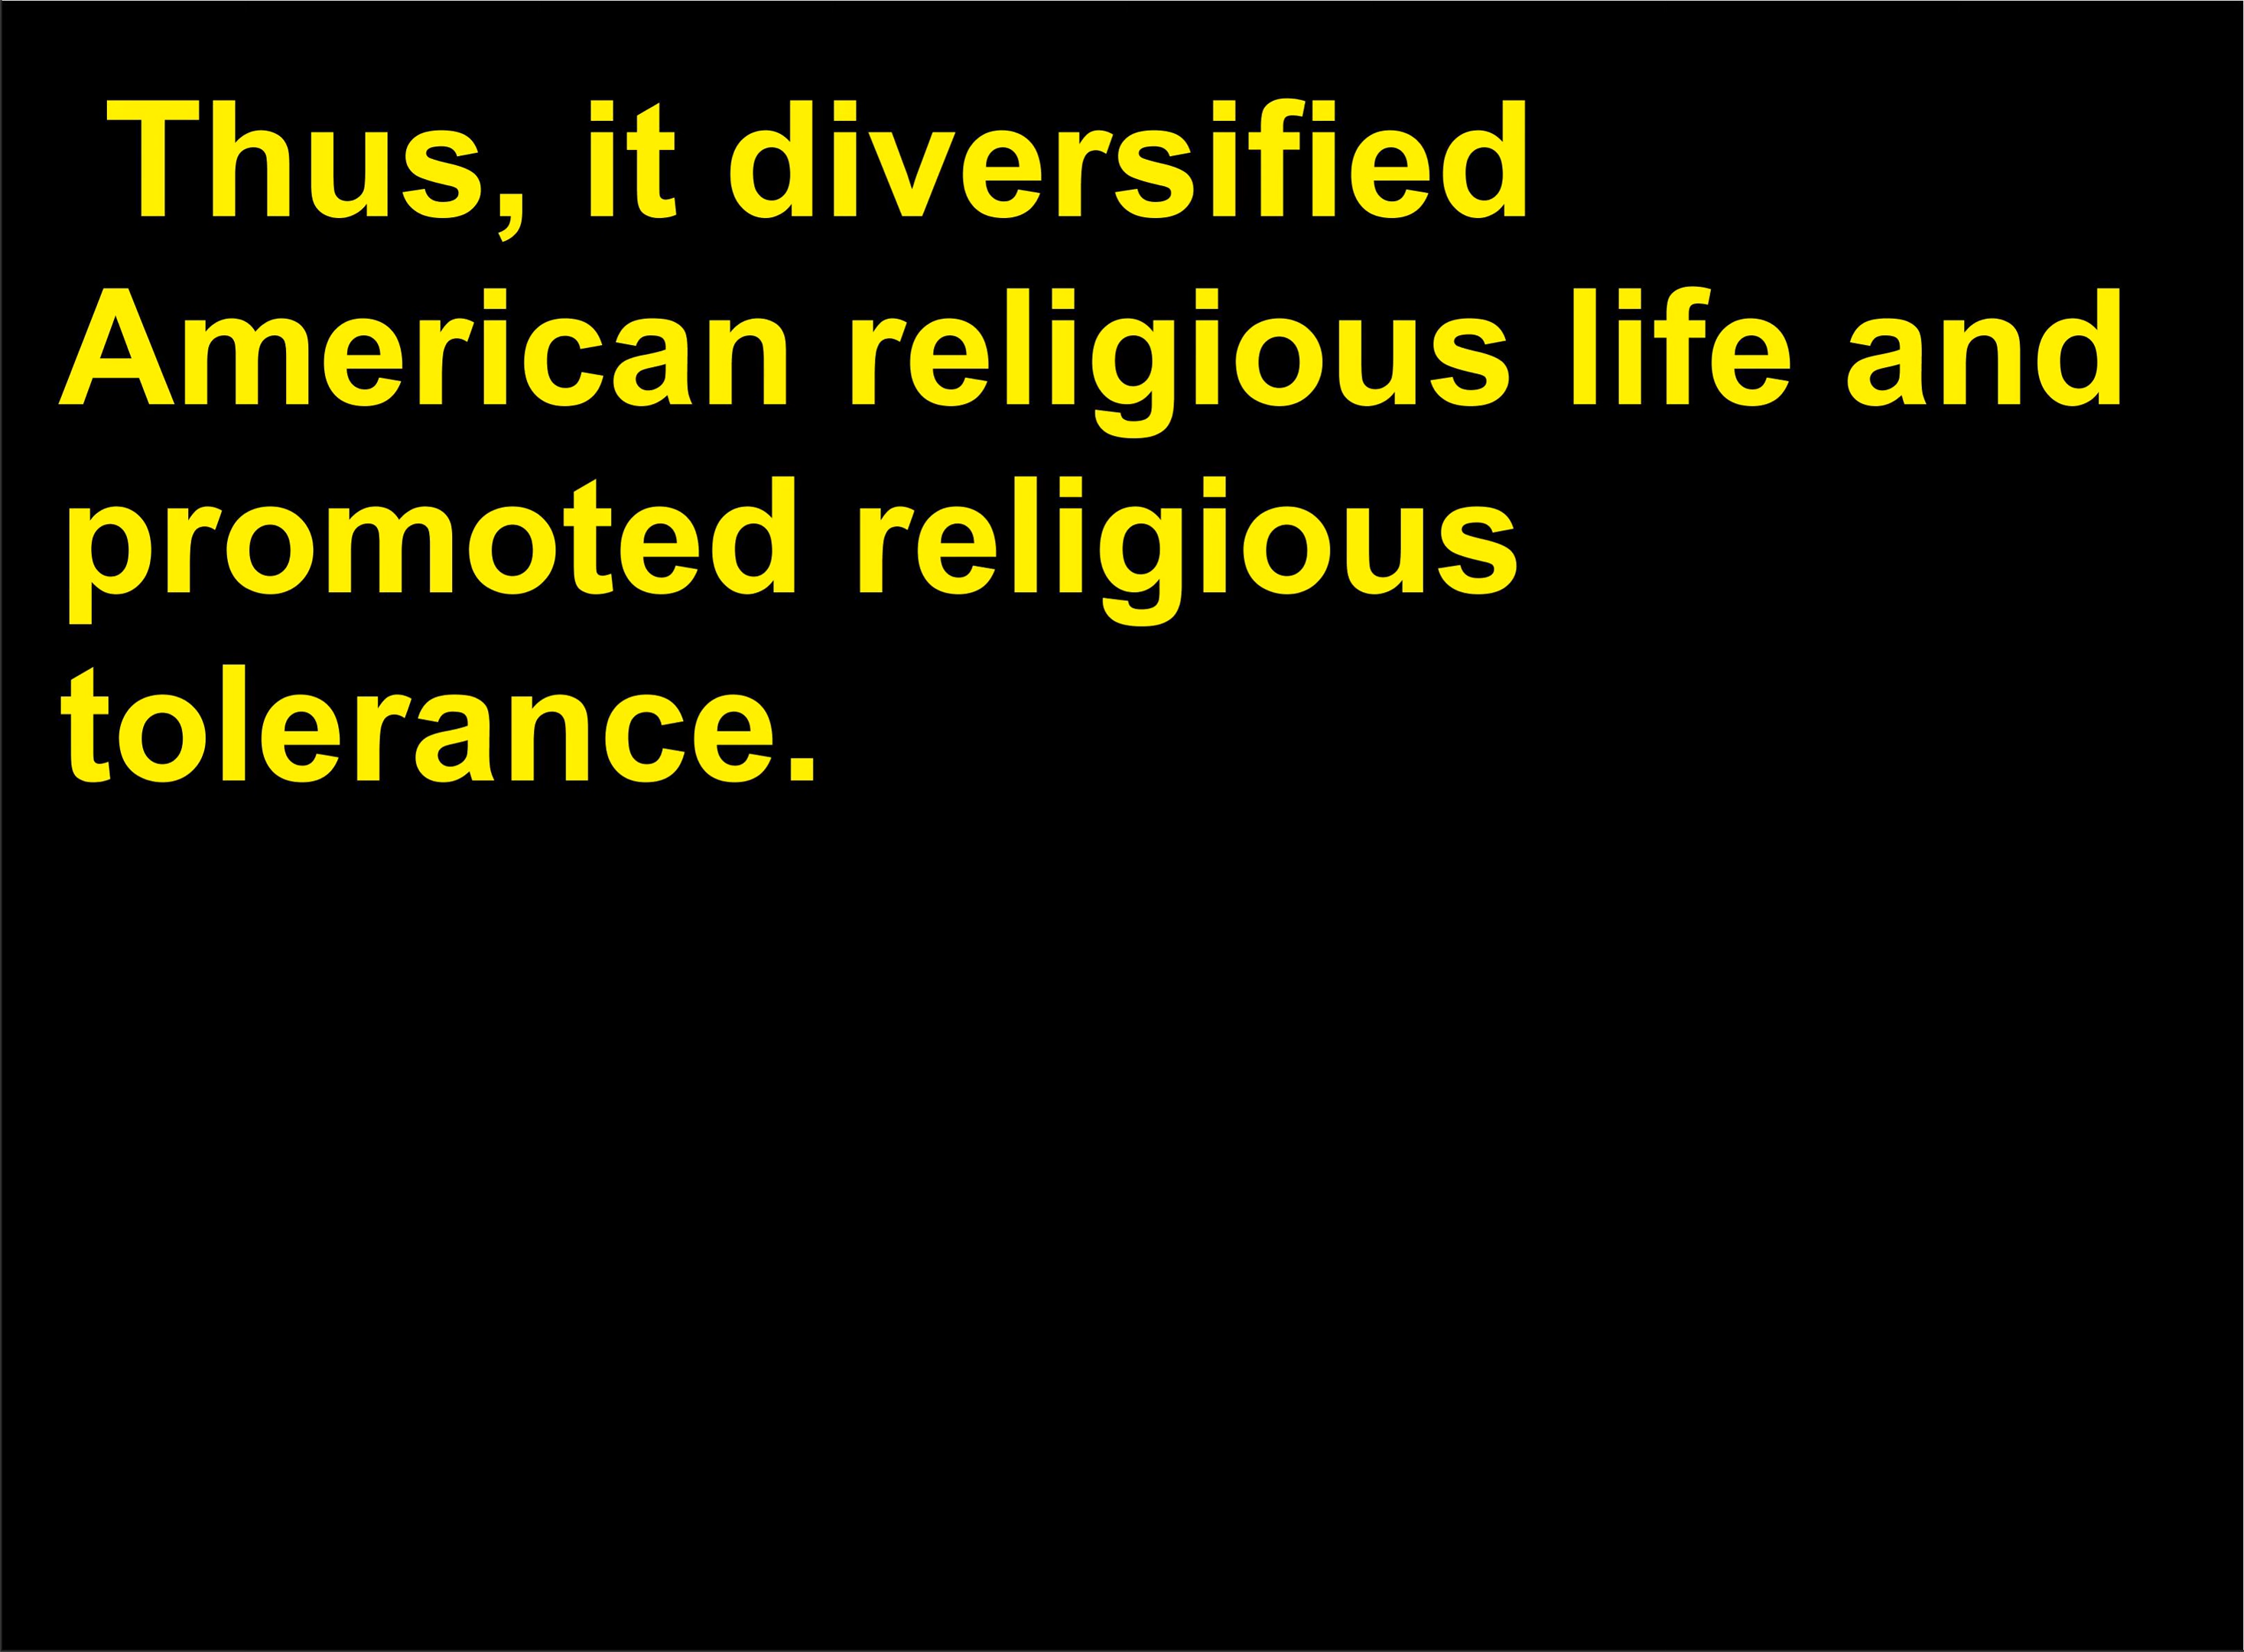 Thus, it diversified
American religious life and
promoted religious
tolerance.